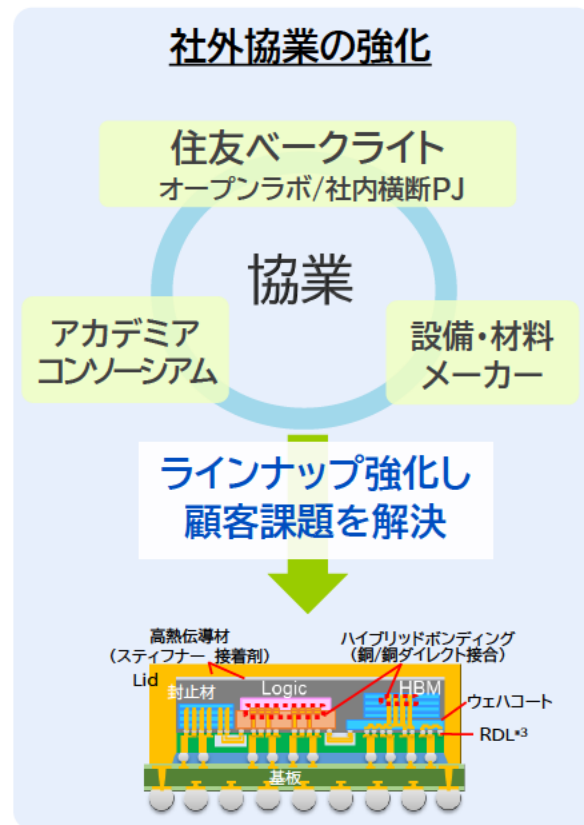 社外協業の強化
住友ベークライト
オープンラボ/社内横断PJ
協業
アカデミア
コンソーシアム
設備・材料
メーカー
ラインナップ強化し
顧客課題を解決
高熱伝導材
(スティフナー 接着剤)
ハイブリッドボンディング
(銅/銅ダイレクト接合)
Lid
封止材
Logic
HBM
ウェハコート
RDL*3
基板